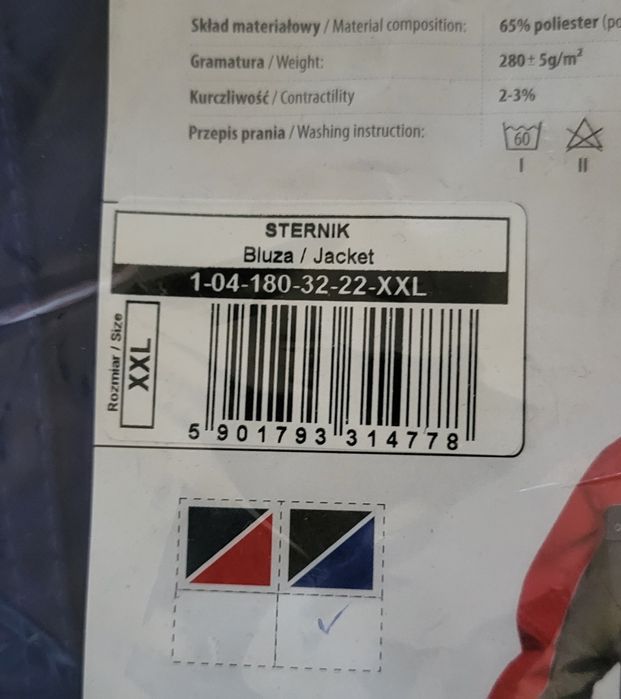 Skład materiałowy / Material composition: 65% poliester
Gramatura / Weight: 280± 5g/m²
Kurczliwość / Contractility 2-3%
Przepis prania / Washing instruction: 60
I II
STERNIK
Bluza / Jacket
1-04-180-32-22-XXL
Rozmiar / Size
XXL
5 901793 314778